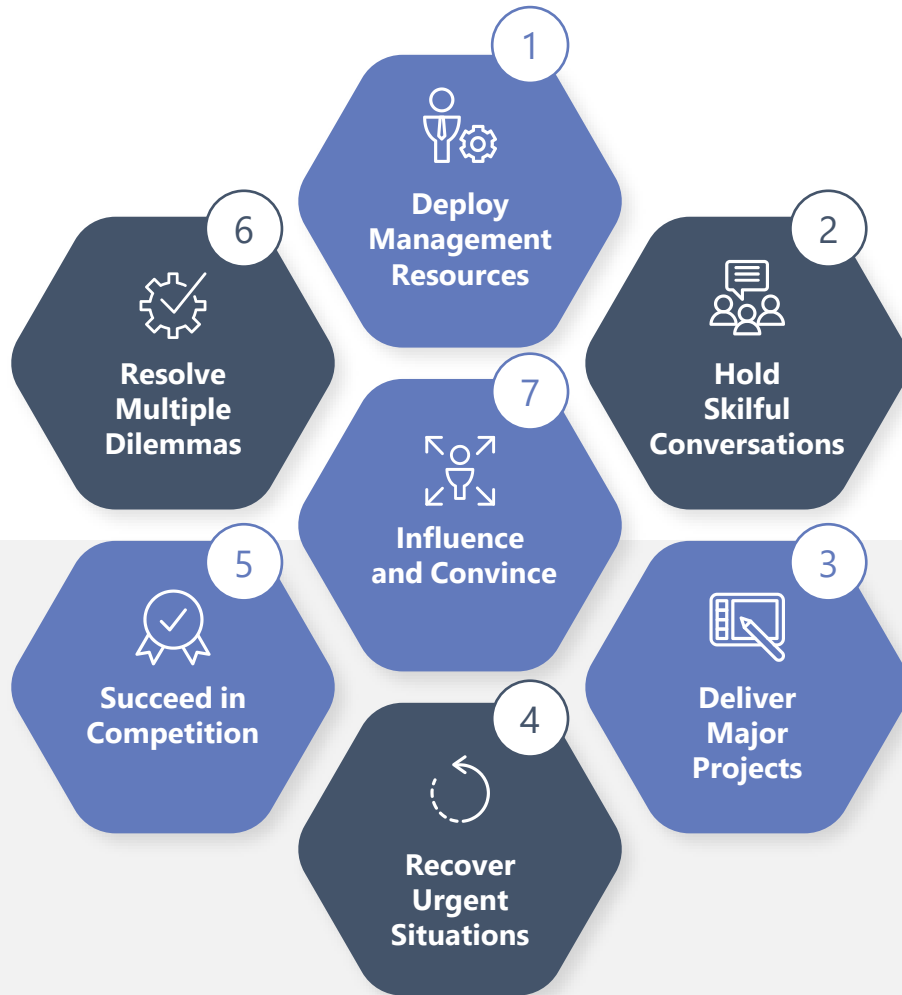 1
Deploy
Management
Resources
2
Hold
Skilful
Conversations
3
Deliver
Major
Projects
4
Recover
Urgent
Situations
5
Succeed in
Competition
6
Resolve
Multiple
Dilemmas
7
Influence
and Convince